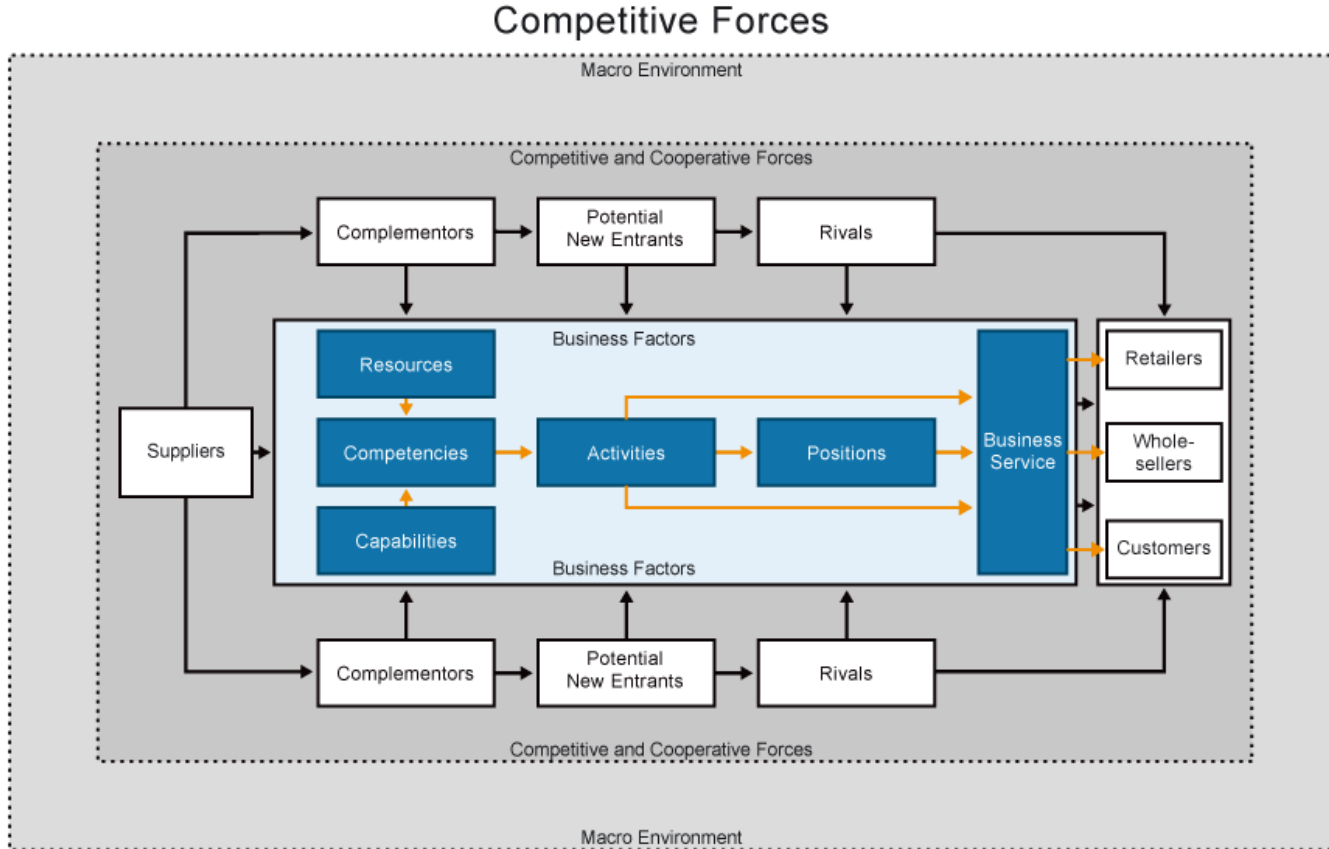 Competitive Forces
Macro Environment
Competitive and Cooperative Forces
Complementors
Potential
New Entrants
Rivals
Business Factors
Resources
Retailers
Suppliers
Competencies
Activities
Positions
Business
Service
Whole-
sellers
Capabilities
Customers
Business Factors
Complementors
Potential
New Entrants
Rivals
Competitive and Cooperative Forces
Macro Environment